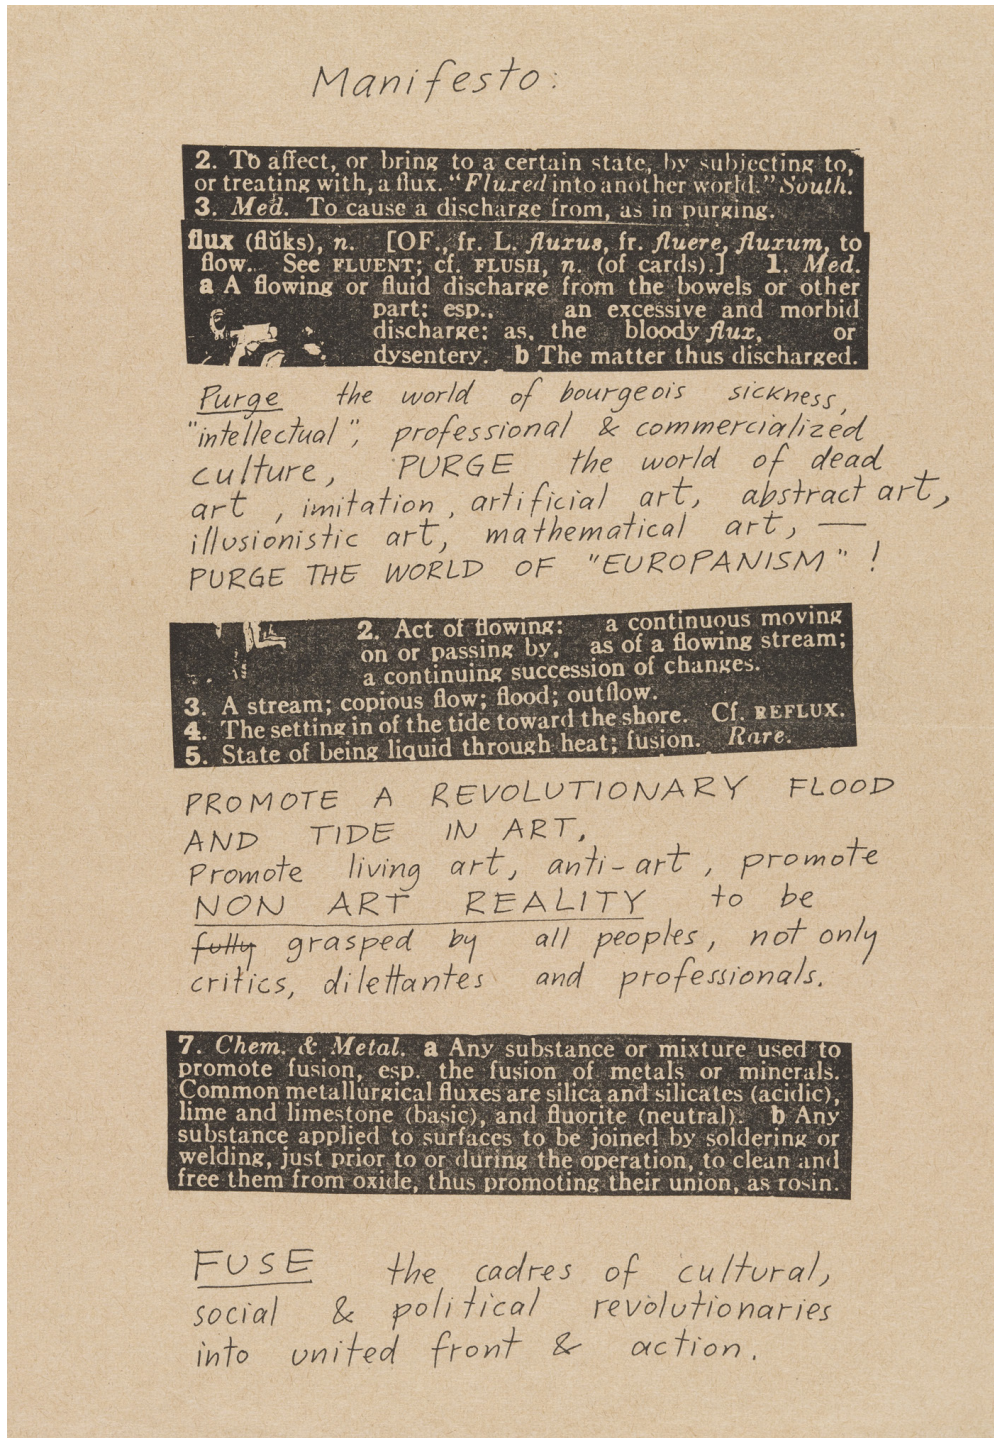 Manifesto:
2. To affect, or bring to a certain state, by subjecting to,
or treating with, a flux. "Fluxed into another world." South.
3. Med. To cause a discharge from, as in purging.
flux (flŭks), n. [OF., fr. L. fluxus, fr. fluere, fluxum, to
flow. See FLUENT; cf. FLUSH, n. (of cards).] 1. Med.
a A flowing or fluid discharge from the bowels or other
part; esp., an excessive and morbid
discharge; as, the bloody flux, or
dysentery. b The matter thus discharged.
Purge the world of bourgeois sickness,
"intellectual", professional & commercialized
culture, PURGE the world of dead
art, imitation, artificial art, abstract art,
illusionistic art, mathematical art, —
PURGE THE WORLD OF "EUROPANISM"!
2. Act of flowing: a continuous moving
on or passing by, as of a flowing stream;
a continuing succession of changes.
3. A stream; copious flow; flood; outflow.
4. The setting in of the tide toward the shore. Cf. REFLUX.
5. State of being liquid through heat; fusion. Rare.
PROMOTE A REVOLUTIONARY FLOOD
AND TIDE IN ART,
Promote living art, anti-art, promote
NON ART REALITY to be
fully grasped by all peoples, not only
critics, dilettantes and professionals.
7. Chem. & Metal. a Any substance or mixture used to
promote fusion, esp. the fusion of metals or minerals.
Common metallurgical fluxes are silica and silicates (acidic),
lime and limestone (basic), and fluorite (neutral). b Any
substance applied to surfaces to be joined by soldering or
welding, just prior to or during the operation, to clean and
free them from oxide, thus promoting their union, as rosin.
FUSE the cadres of cultural,
social & political revolutionaries
into united front & action.